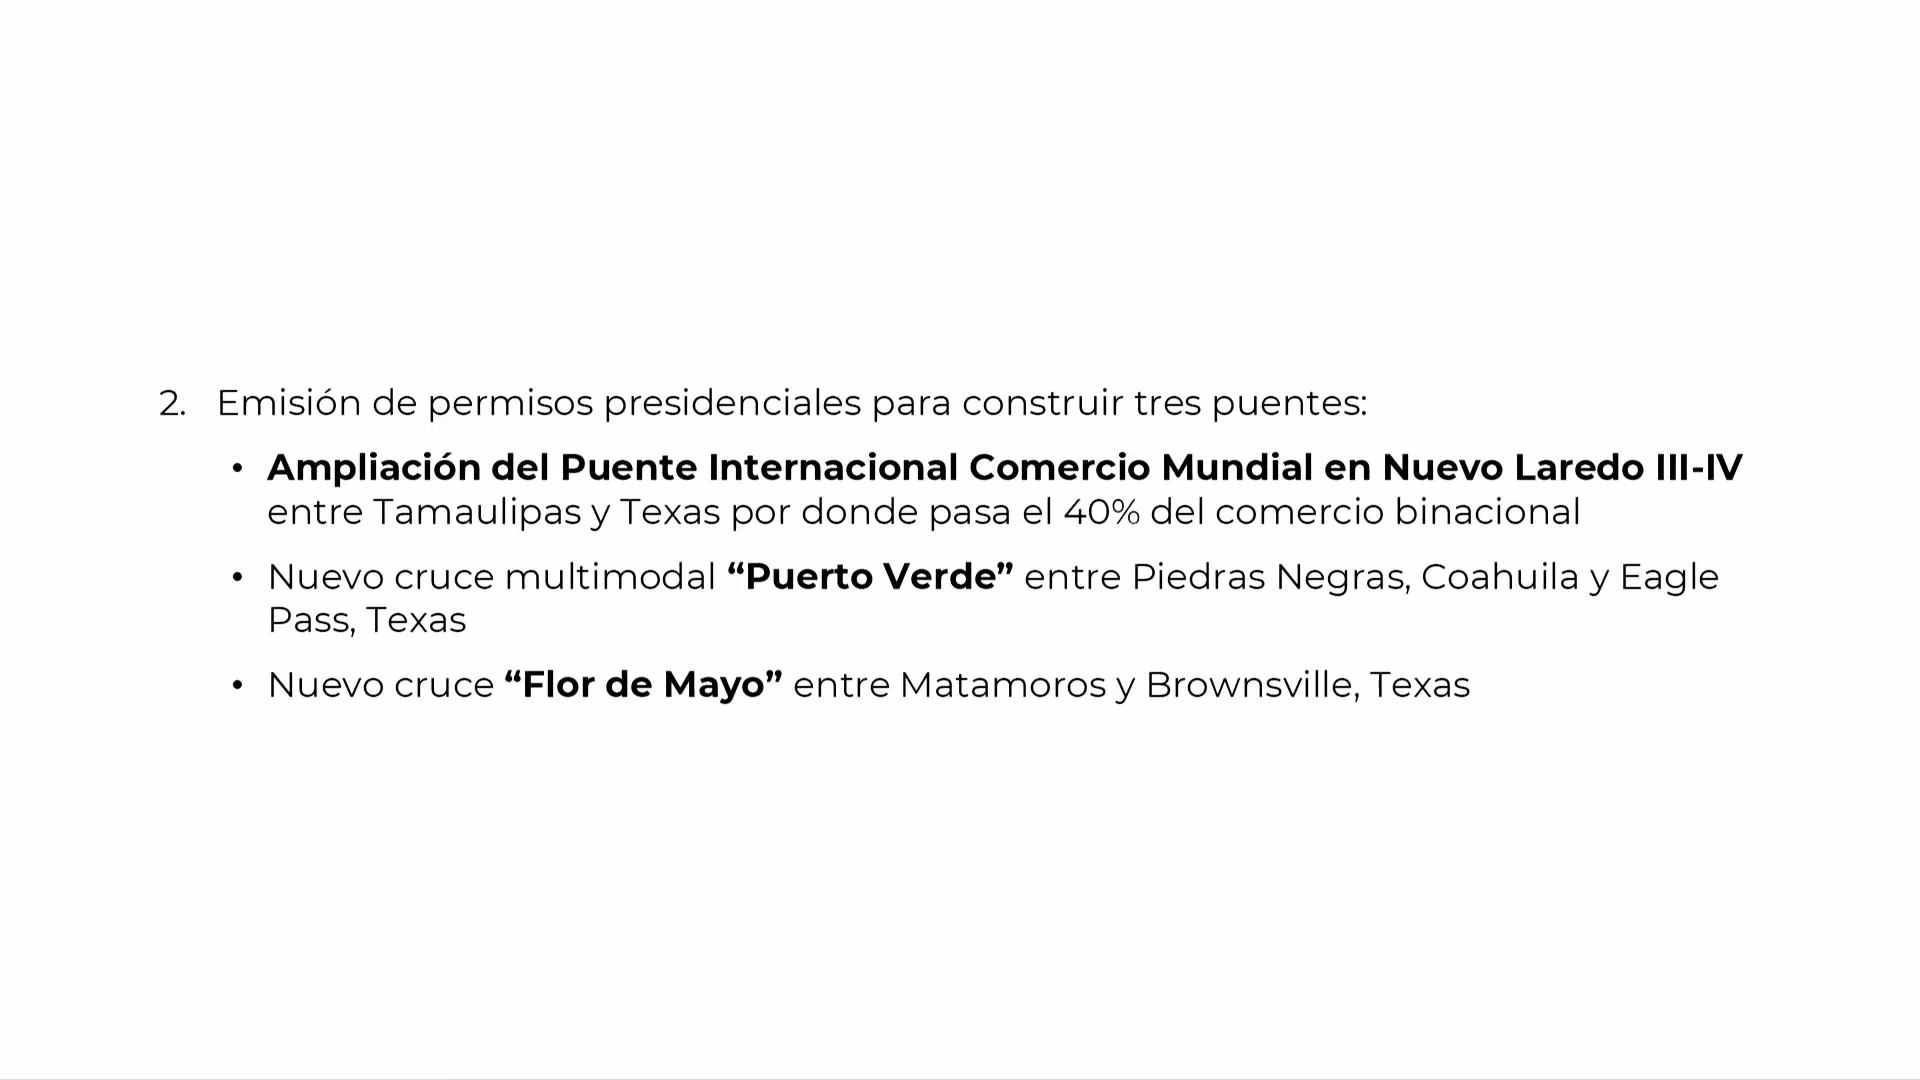 2. Emisión de permisos presidenciales para construir tres puentes:
• Ampliación del Puente Internacional Comercio Mundial en Nuevo Laredo III-IV
entre Tamaulipas y Texas por donde pasa el 40% del comercio binacional
• Nuevo cruce multimodal “Puerto Verde” entre Piedras Negras, Coahuila y Eagle
Pass, Texas
• Nuevo cruce “Flor de Mayo” entre Matamoros y Brownsville, Texas